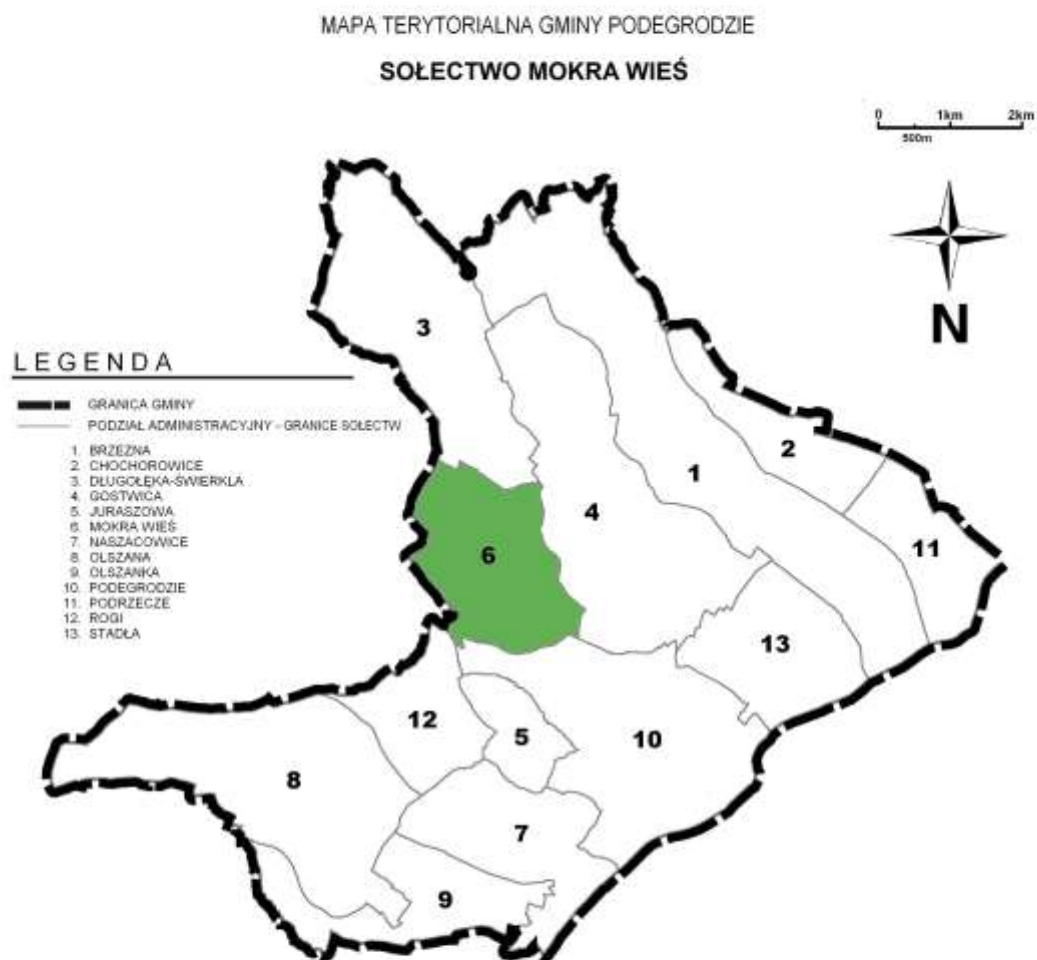 MAPA TERYTORIALNA GMINY PODEGRODZIE
SOŁECTWO MOKRA WIEŚ
0 1km 2km
500m
N
LEGENDA
GRANICA GMINY
PODZIAŁ ADMINISTRACYJNY - GRANICE SOŁECTW
1. BRZEZNA
2. CHOCHOROWICE
3. DŁUGOŁĘKA-ŚWIERKLA
4. GOSTWICA
5. JURASZOWA
6. MOKRA WIEŚ
7. NASZACOWICE
8. OLSZANA
9. OLSZANKA
10. PODEGRODZIE
11. PODRZECZE
12. ROGI
13. STADŁA
3
2
1
4
11
6
13
12
5
10
8
7
9